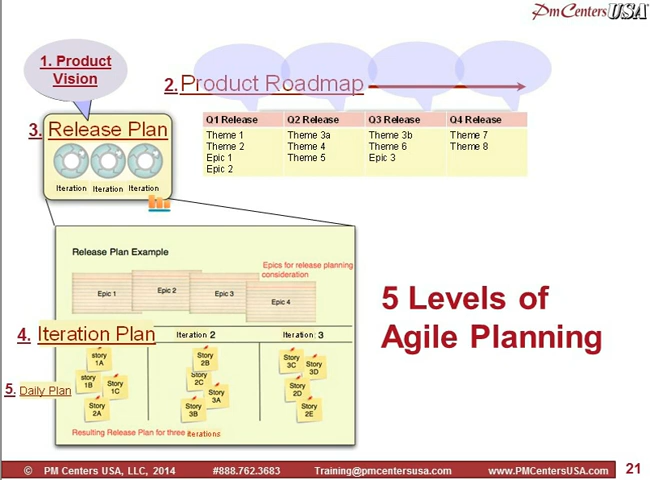 Pm Centers USA
1. Product
Vision
2. Product Roadmap
Q1 Release Q2 Release Q3 Release Q4 Release
Theme 1 Theme 3a Theme 3b Theme 7
Theme 2 Theme 4 Theme 6 Theme 8
Epic 1 Theme 5 Epic 3
Epic 2
3. Release Plan
Iteration Iteration Iteration
Release Plan Example
Epics for release planning
consideration
Epic 1 Epic 2 Epic 3 Epic 4
5 Levels of
Agile Planning
4. Iteration Plan Iteration 2 Iteration 3
story
1A
story
1B
Story
1C
Story
2A
Story
2B
Story
2C
Story
3A
Story
3B
Story
3C
Story
3D
Story
2D
Story
2E
5. Daily Plan
Resulting Release Plan for three iterations
© PM Centers USA, LLC, 2014 #888.762.3683 Training@pmcentersusa.com www.PMCentersUSA.com 21